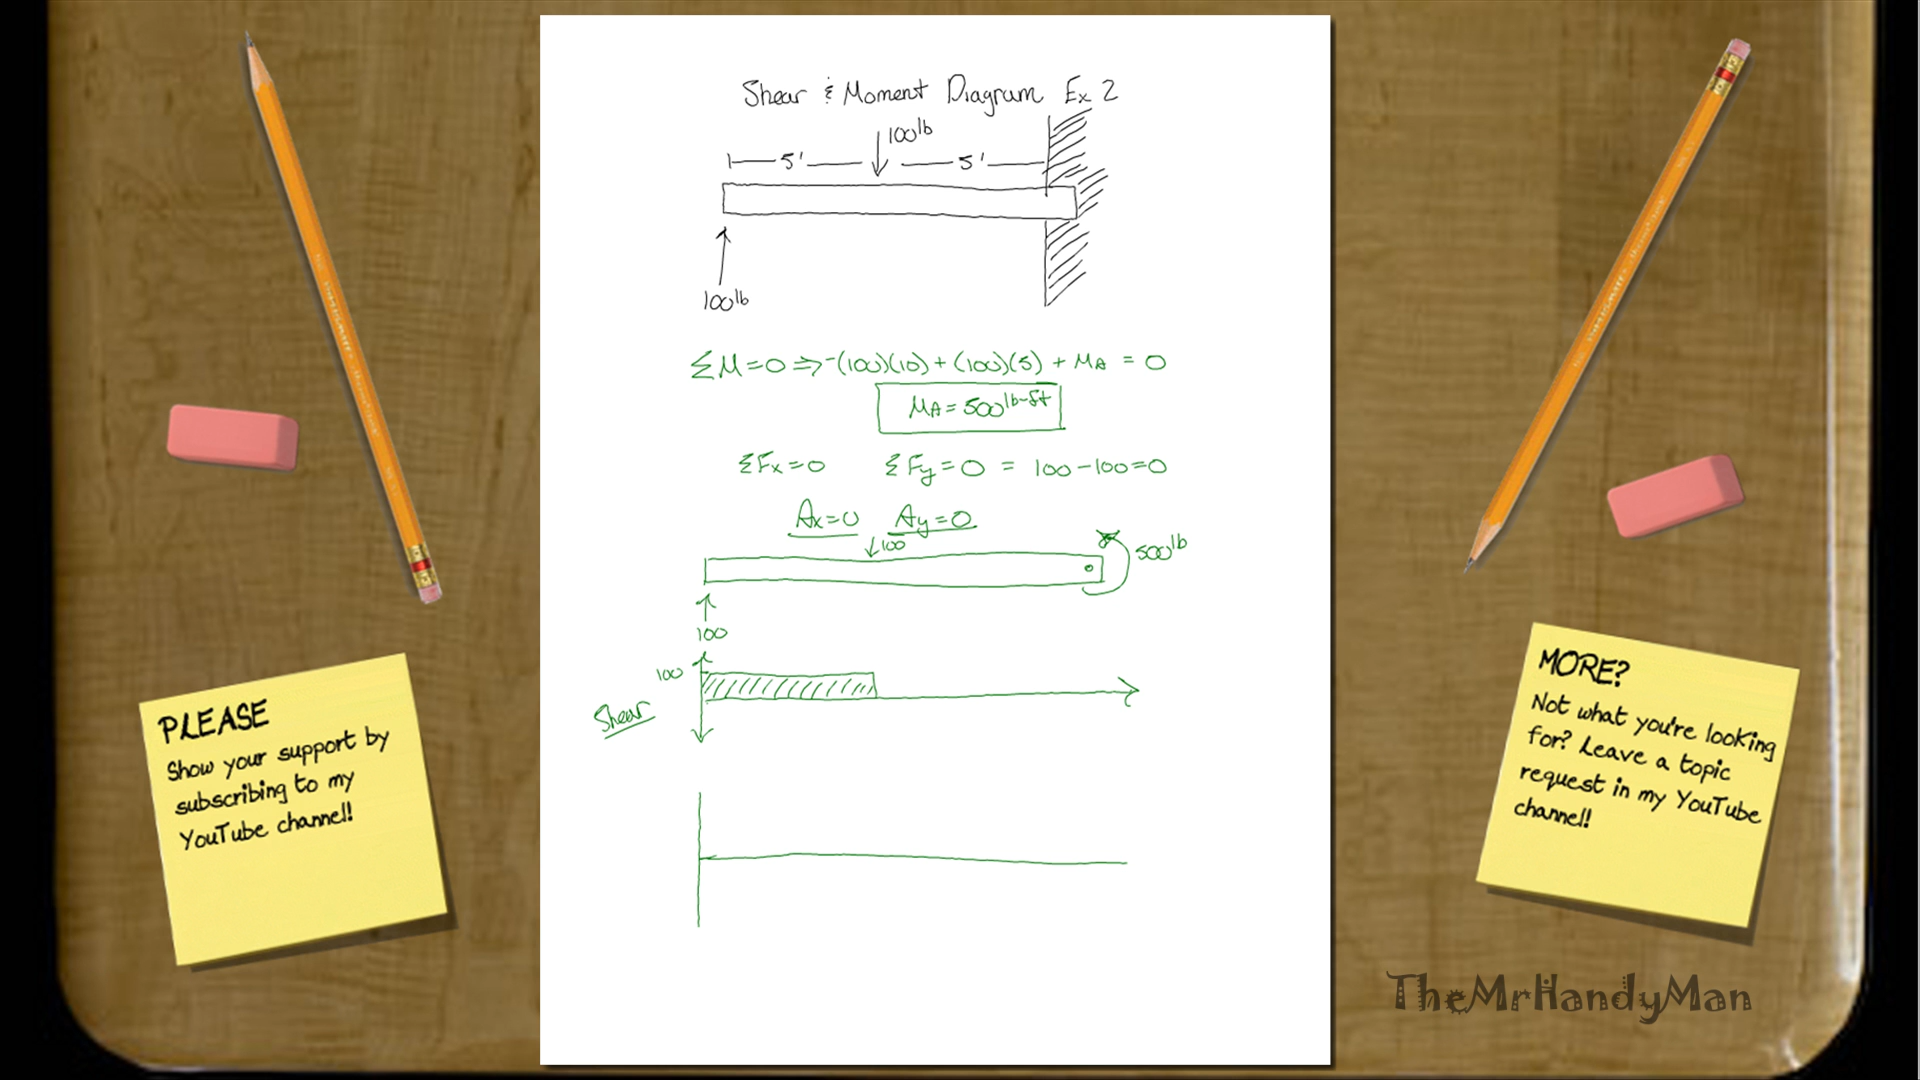 Shear & Moment Diagram Ex 2
100lb
5' 5'
100lb
ΣM=0 ⇒ -(100)(10) + (100)(5) + MA = 0
MA = 500 lb-ft
ΣFx=0 ΣFy=0 = 100-100=0
Ax=0 Ay=0
100
500lb
100
100
Shear
PLEASE
Show your support by
subscribing to my
YouTube channel!
MORE?
Not what you're looking
for? Leave a topic
request in my YouTube
channel!
TheMrHandyMan